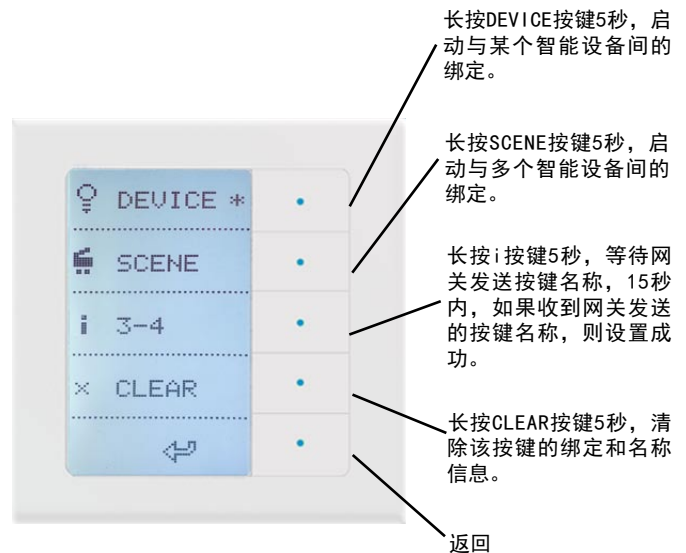 长按DEVICE按键5秒，启
动与某个智能设备间的
绑定。
长按SCENE按键5秒，启
动与多个智能设备间的
绑定。
长按i按键5秒，等待网
关发送按键名称，15秒
内，如果收到网关发送
的按键名称，则设置成
功。
长按CLEAR按键5秒，清
除该按键的绑定和名称
信息。
返回
DEVICE *
SCENE
i 3-4
× CLEAR